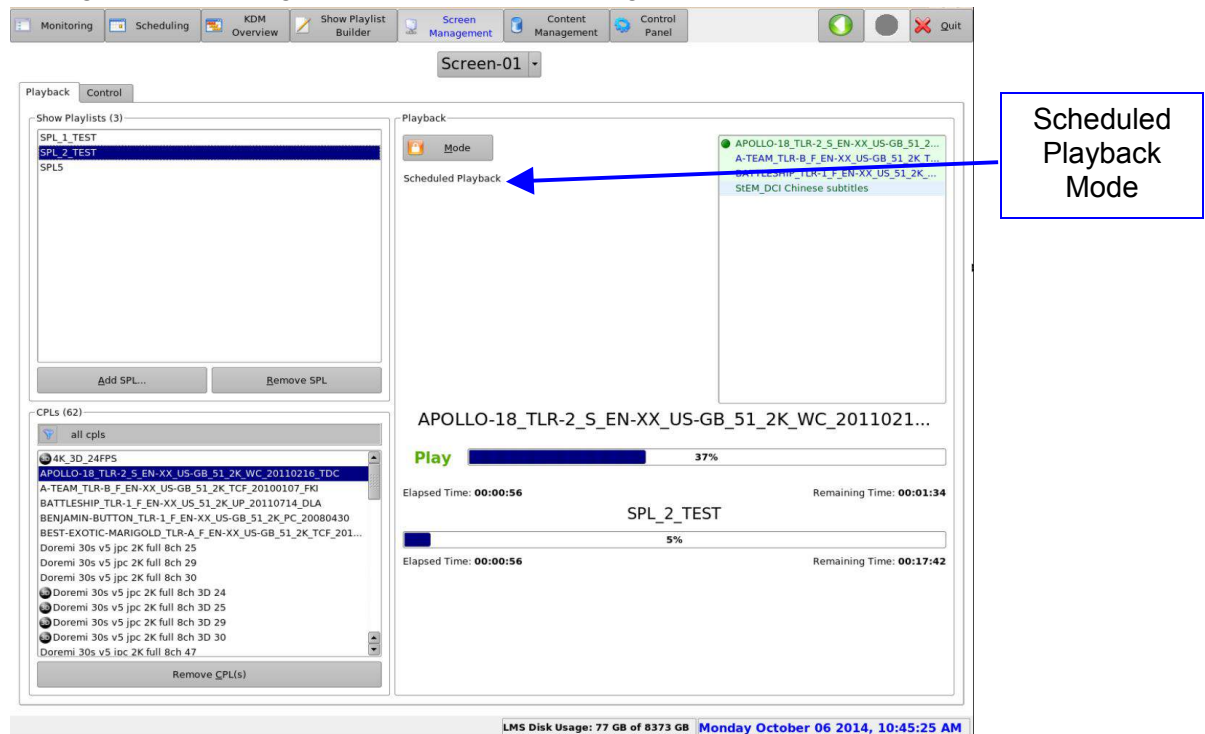 Monitoring
Scheduling
KDM Overview
Show Playlist Builder
Screen Management
Content Management
Control Panel
Quit
Screen-01
Playback
Control
Show Playlists (3)
SPL_1_TEST
SPL_2_TEST
SPL5
Add SPL...
Remove SPL
CPLs (62)
all cpls
3D 4K_3D_24FPS
APOLLO-18_TLR-2_S_EN-XX_US-GB_51_2K_WC_20110216_TDC
A-TEAM_TLR-B_F_EN-XX_US-GB_51_2K_TCF_20100107_FKI
BATTLESHIP_TLR-1_F_EN-XX_US_51_2K_UP_20110714_DLA
BENJAMIN-BUTTON_TLR-1_F_EN-XX_US-GB_51_2K_PC_20080430
BEST-EXOTIC-MARIGOLD_TLR-A_F_EN-XX_US-GB_51_2K_TCF_201...
Doremi 30s v5 jpc 2K full 8ch 25
Doremi 30s v5 jpc 2K full 8ch 29
Doremi 30s v5 jpc 2K full 8ch 30
3D Doremi 30s v5 jpc 2K full 8ch 3D 24
3D Doremi 30s v5 jpc 2K full 8ch 3D 25
3D Doremi 30s v5 jpc 2K full 8ch 3D 29
3D Doremi 30s v5 jpc 2K full 8ch 3D 30
Doremi 30s v5 jpc 2K full 8ch 47
Remove CPL(s)
Playback
Mode
Scheduled Playback
APOLLO-18_TLR-2_S_EN-XX_US-GB_51_2...
A-TEAM_TLR-B_F_EN-XX_US-GB_51_2K_T...
BATTLESHIP_TLR-1_F_EN-XX_US_51_2K_...
StEM_DCI Chinese subtitles
APOLLO-18_TLR-2_S_EN-XX_US-GB_51_2K_WC_2011021...
Play 37%
Elapsed Time: 00:00:56 Remaining Time: 00:01:34
SPL_2_TEST
5%
Elapsed Time: 00:00:56 Remaining Time: 00:17:42
LMS Disk Usage: 77 GB of 8373 GB
Monday October 06 2014, 10:45:25 AM
Scheduled
Playback
Mode